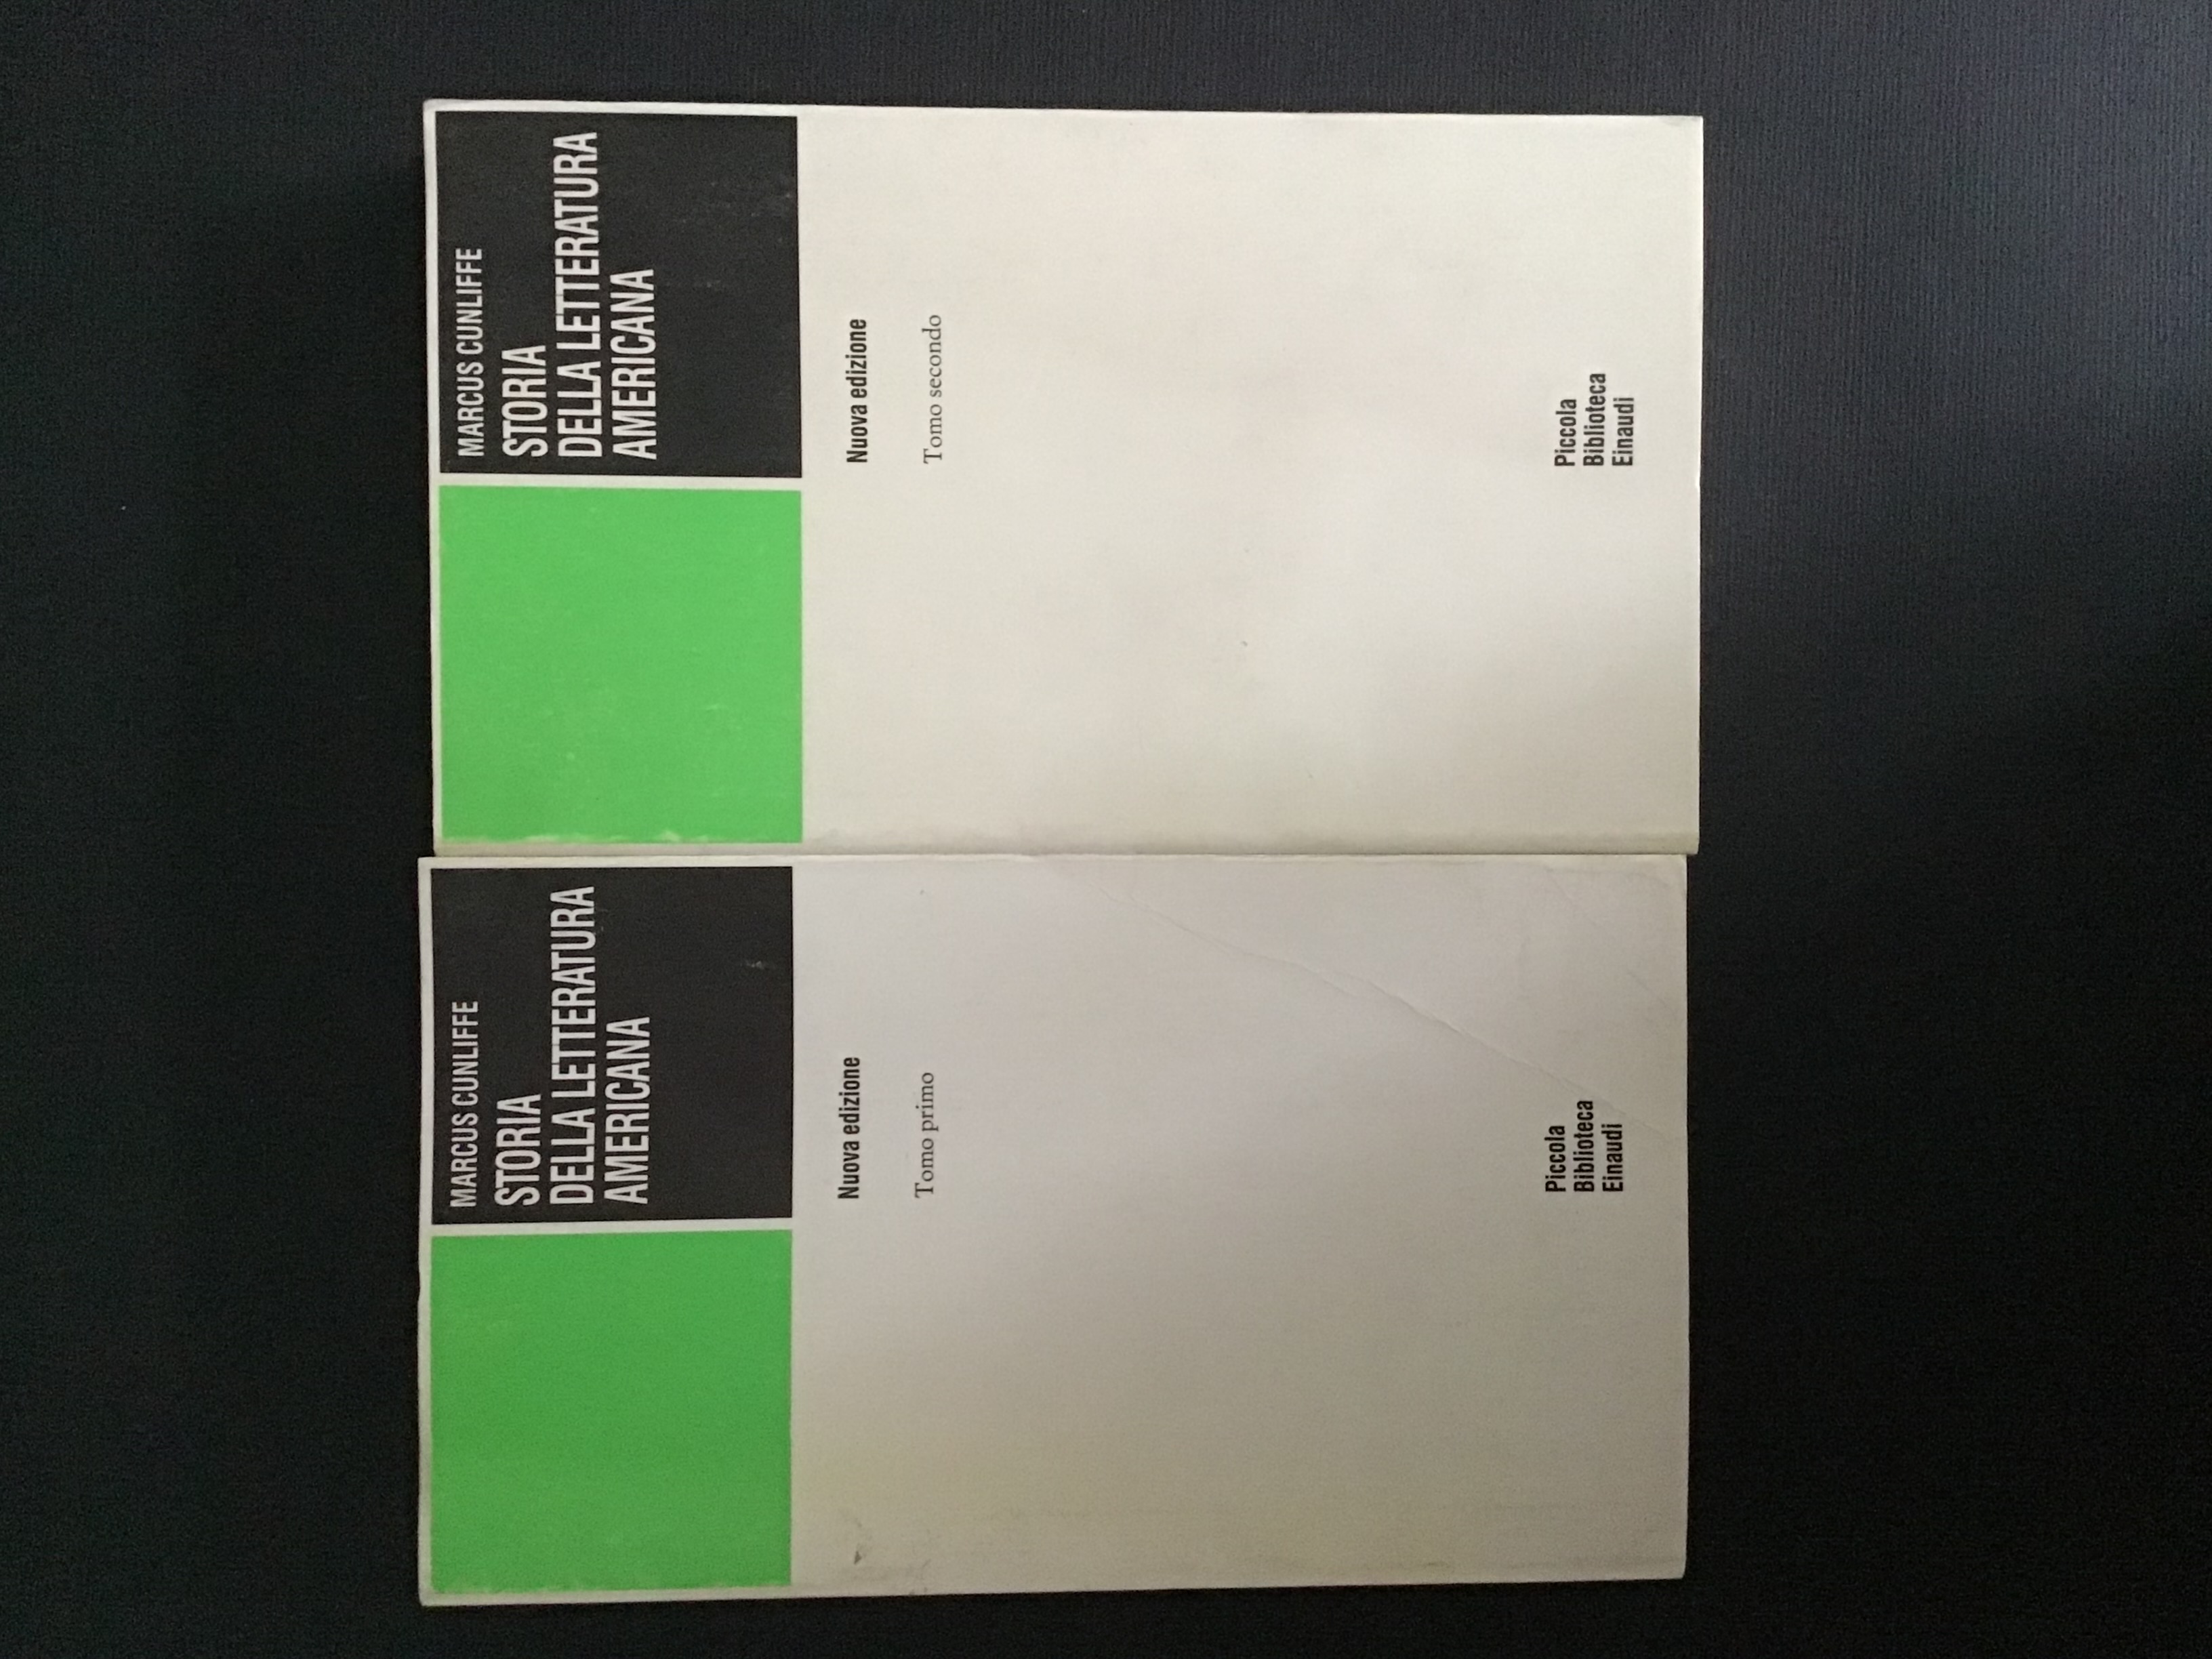 MARCUS CUNLIFFE
STORIA
DELLA LETTERATURA
AMERICANA
Nuova edizione
Tomo primo
Piccola
Biblioteca
Einaudi
MARCUS CUNLIFFE
STORIA
DELLA LETTERATURA
AMERICANA
Nuova edizione
Tomo secondo
Piccola
Biblioteca
Einaudi